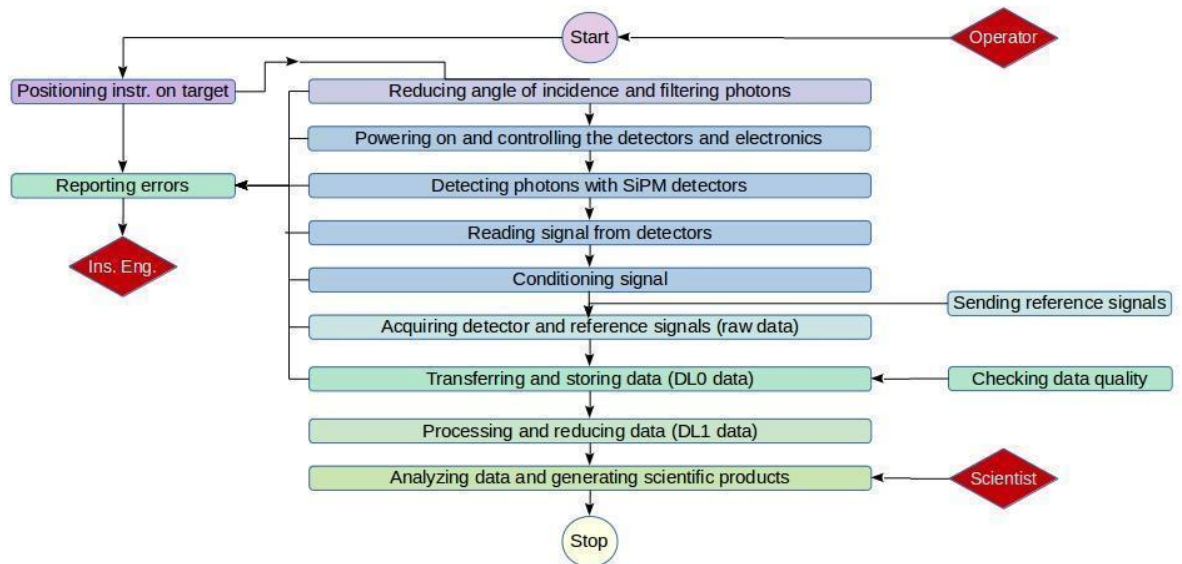 Start
Operator
Positioning instr. on target
Reducing angle of incidence and filtering photons
Powering on and controlling the detectors and electronics
Reporting errors
Detecting photons with SiPM detectors
Reading signal from detectors
Ins. Eng.
Conditioning signal
Sending reference signals
Acquiring detector and reference signals (raw data)
Transferring and storing data (DL0 data)
Checking data quality
Processing and reducing data (DL1 data)
Analyzing data and generating scientific products
Scientist
Stop